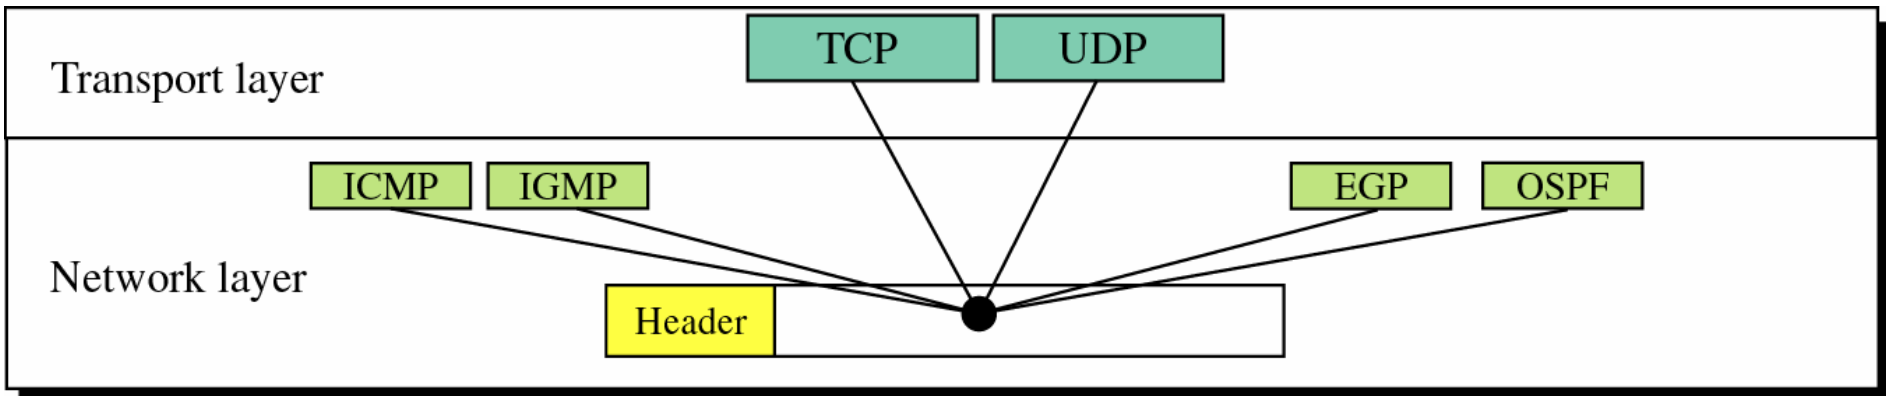 TCP
UDP
Transport layer
ICMP
IGMP
EGP
OSPF
Network layer
Header